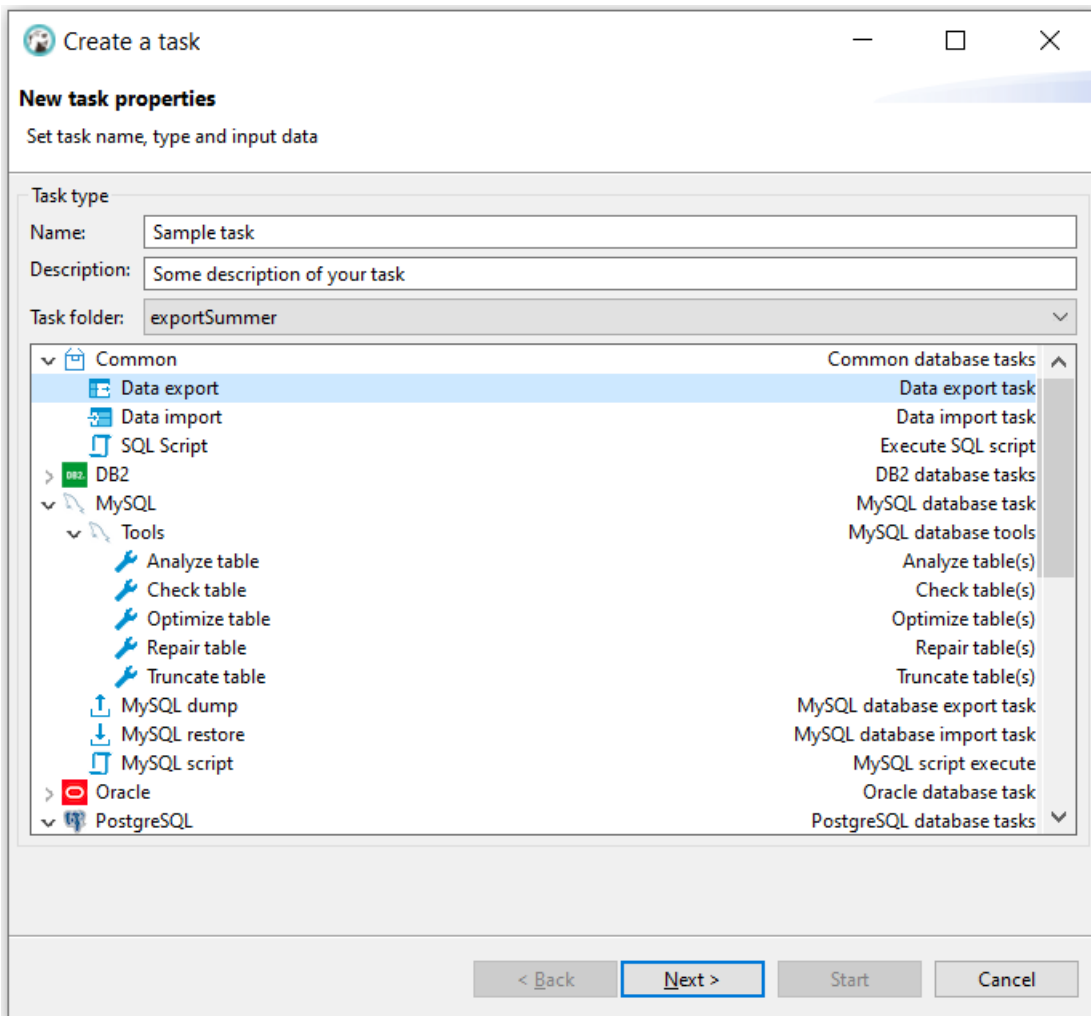 Create a task
New task properties
Set task name, type and input data
Task type
Name: Sample task
Description: Some description of your task
Task folder: exportSummer
Common Common database tasks
Data export Data export task
Data import Data import task
SQL Script Execute SQL script
DB2. DB2 DB2 database tasks
MySQL MySQL database task
Tools MySQL database tools
Analyze table Analyze table(s)
Check table Check table(s)
Optimize table Optimize table(s)
Repair table Repair table(s)
Truncate table Truncate table(s)
MySQL dump MySQL database export task
MySQL restore MySQL database import task
MySQL script MySQL script execute
Oracle Oracle database task
PostgreSQL PostgreSQL database tasks
< Back Next > Start Cancel